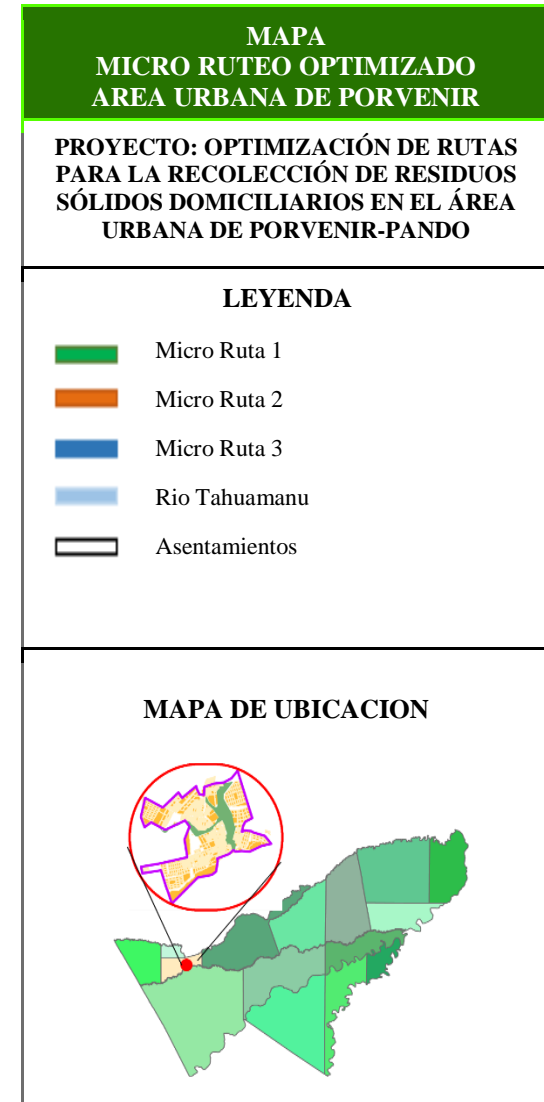 MAPA
MICRO RUTEO OPTIMIZADO
AREA URBANA DE PORVENIR
PROYECTO: OPTIMIZACIÓN DE RUTAS
PARA LA RECOLECCIÓN DE RESIDUOS
SÓLIDOS DOMICILIARIOS EN EL ÁREA
URBANA DE PORVENIR-PANDO
LEYENDA
Micro Ruta 1
Micro Ruta 2
Micro Ruta 3
Rio Tahuamanu
Asentamientos
MAPA DE UBICACION